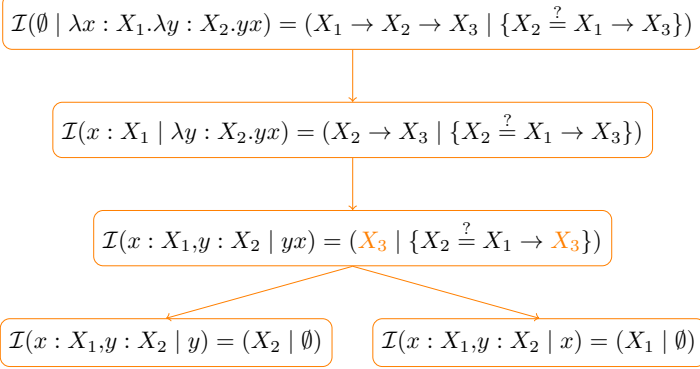 ℐ(∅ | λx : X₁.λy : X₂.yx) = (X₁ → X₂ → X₃ | {X₂ ≟ X₁ → X₃})
ℐ(x : X₁ | λy : X₂.yx) = (X₂ → X₃ | {X₂ ≟ X₁ → X₃})
ℐ(x : X₁,y : X₂ | yx) = (X₃ | {X₂ ≟ X₁ → X₃})
ℐ(x : X₁,y : X₂ | y) = (X₂ | ∅)
ℐ(x : X₁,y : X₂ | x) = (X₁ | ∅)